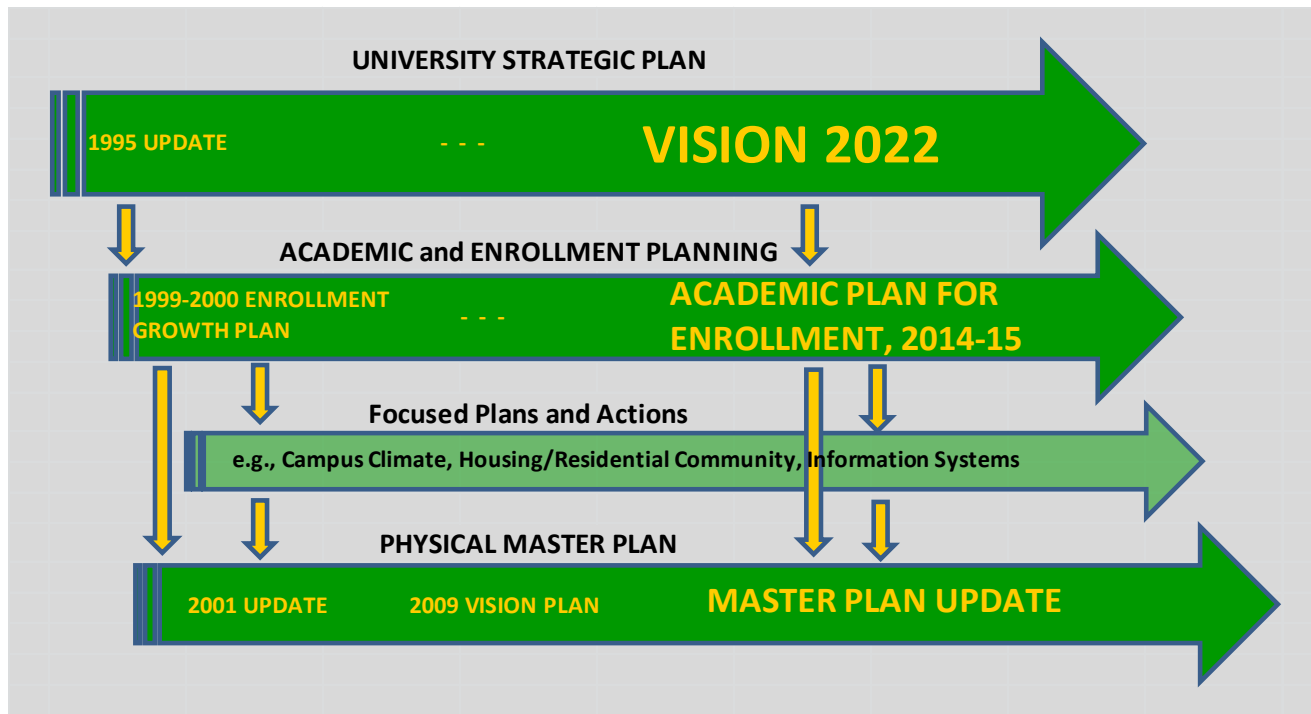 UNIVERSITY STRATEGIC PLAN
1995 UPDATE - - - VISION 2022
ACADEMIC and ENROLLMENT PLANNING
1999-2000 ENROLLMENT
GROWTH PLAN
- - -
ACADEMIC PLAN FOR
ENROLLMENT, 2014-15
Focused Plans and Actions
e.g., Campus Climate, Housing/Residential Community, Information Systems
PHYSICAL MASTER PLAN
2001 UPDATE 2009 VISION PLAN MASTER PLAN UPDATE